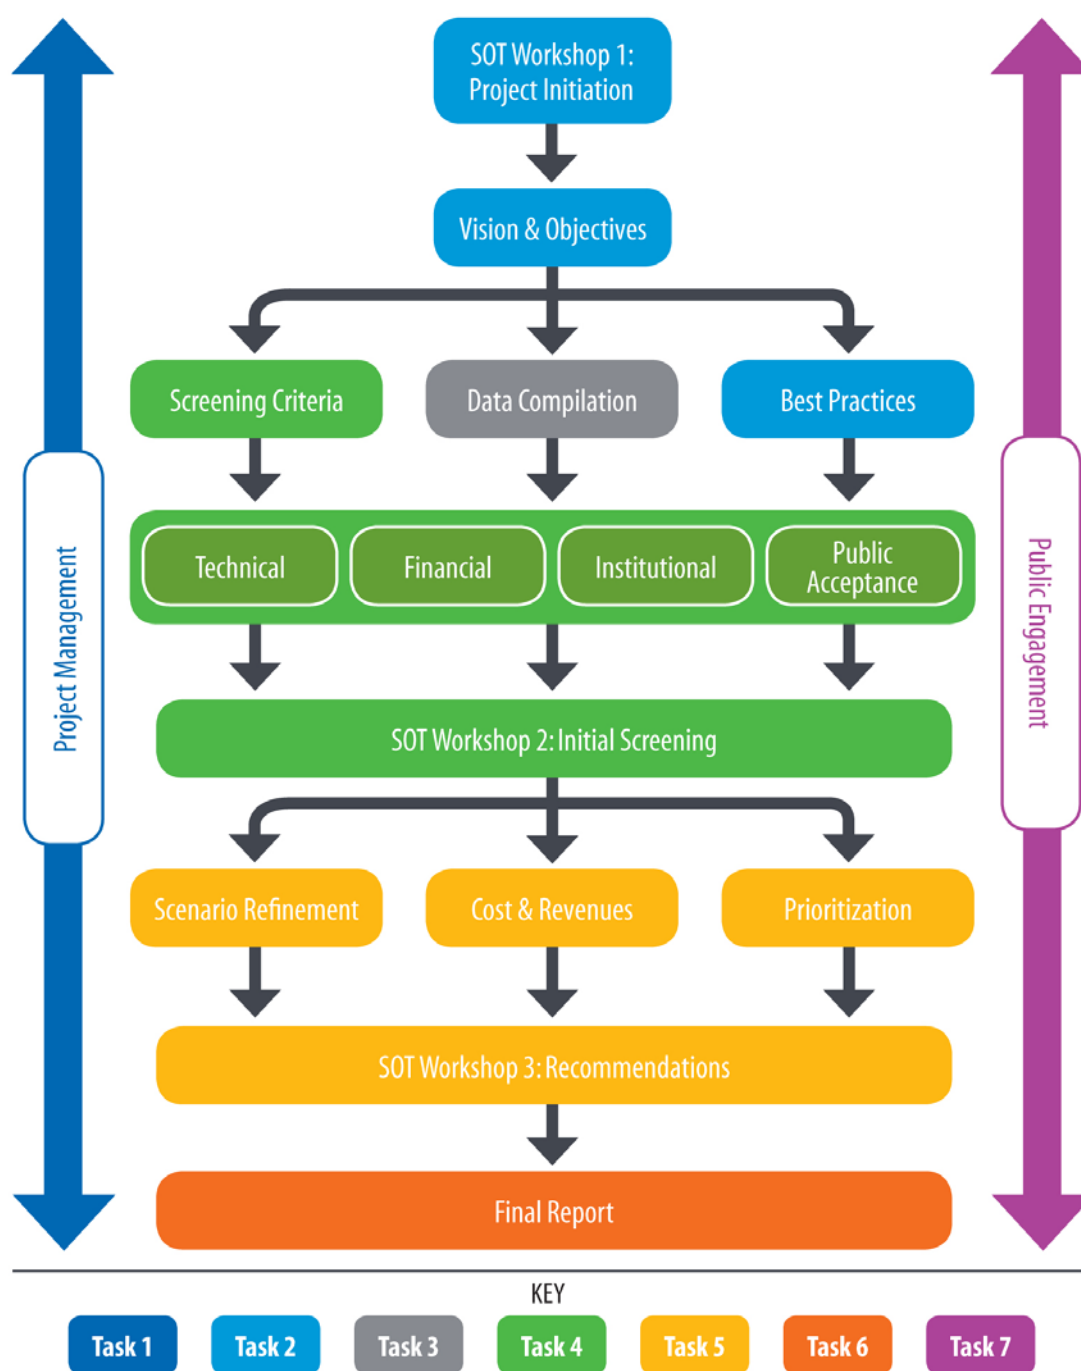 SOT Workshop 1:
Project Initiation
Vision & Objectives
Screening Criteria
Data Compilation
Best Practices
Technical
Financial
Institutional
Public
Acceptance
Project Management
Public Engagement
SOT Workshop 2: Initial Screening
Scenario Refinement
Cost & Revenues
Prioritization
SOT Workshop 3: Recommendations
Final Report
KEY
Task 1
Task 2
Task 3
Task 4
Task 5
Task 6
Task 7